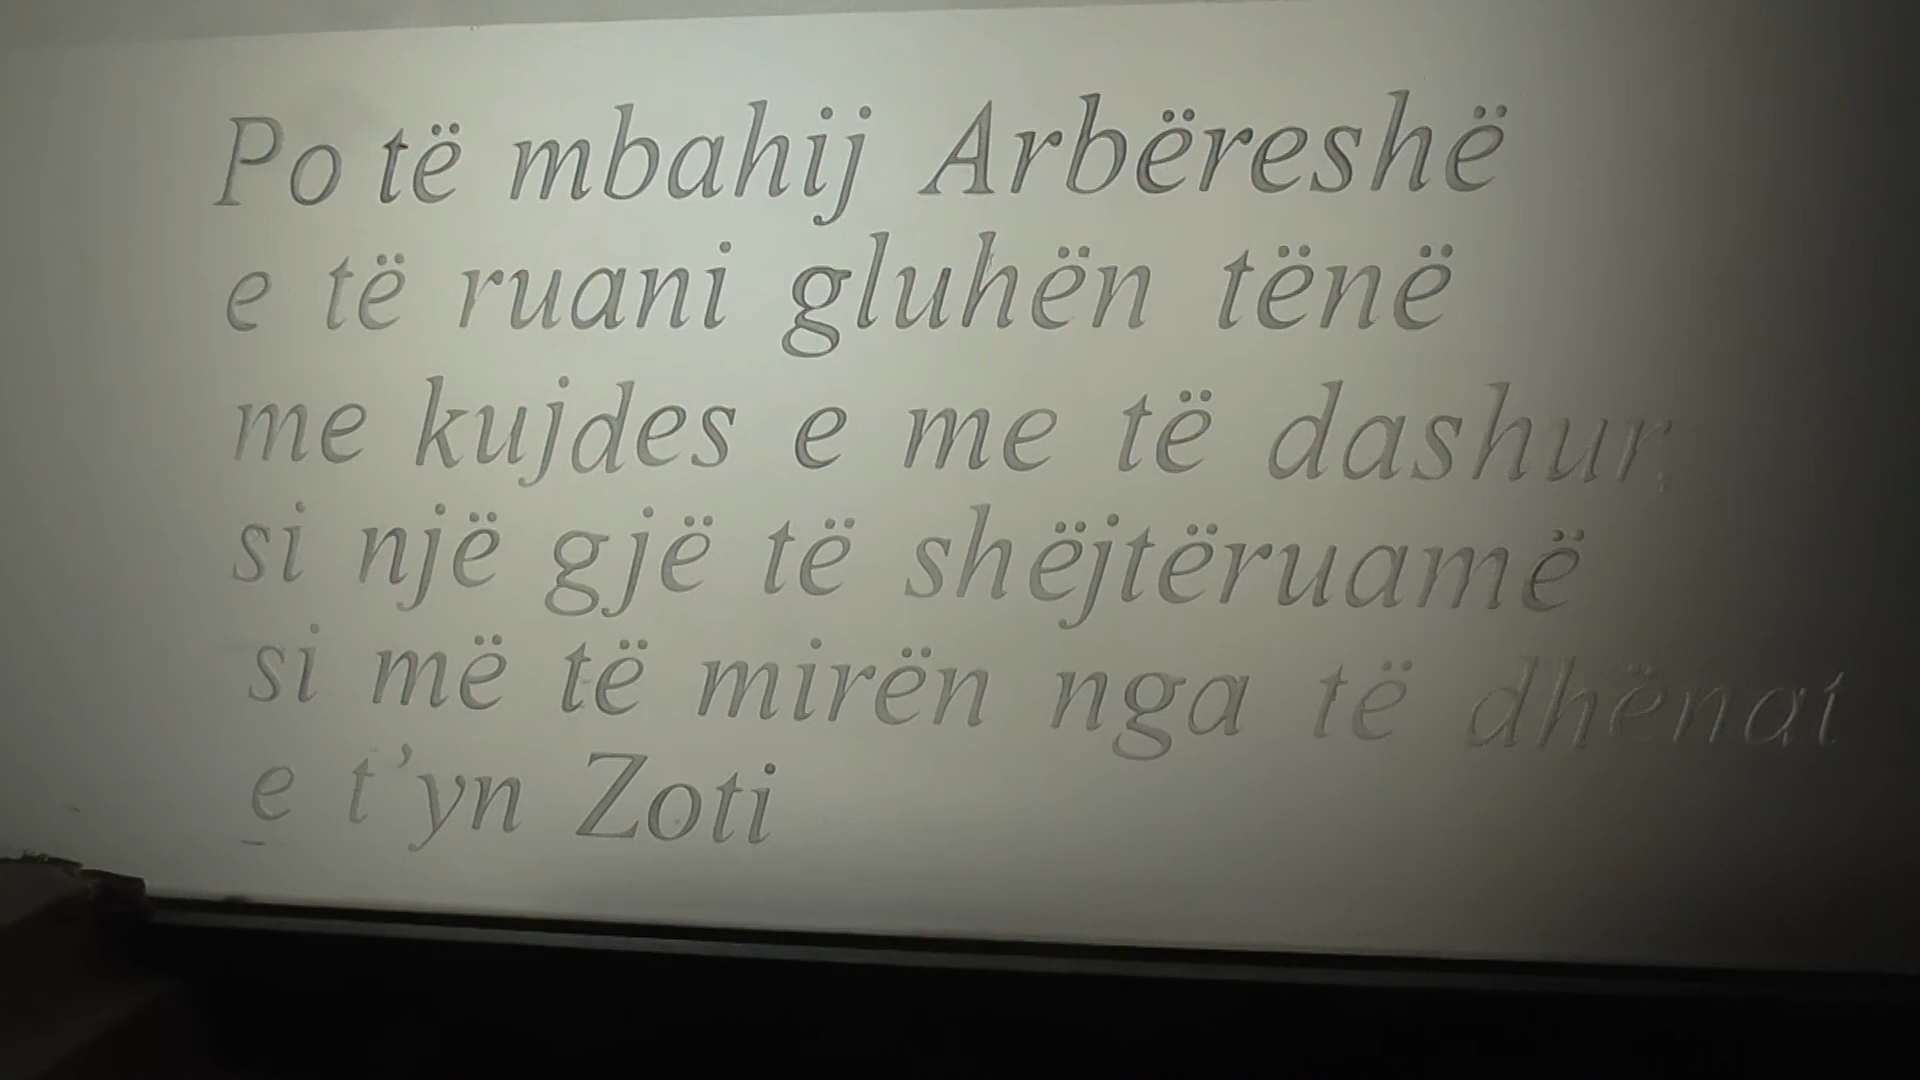 Po të mbahij Arbëreshë
e të ruani gluhën tënë
me kujdes e me të dashur,
si një gjë të shëjtëruamë
si më të mirën nga të dhënat
e t'yn Zoti